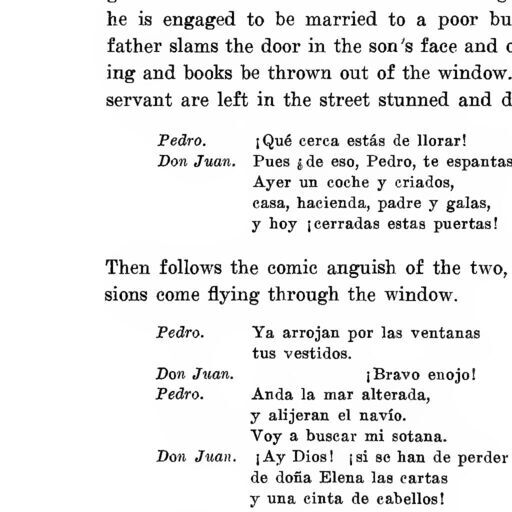 he is engaged to be married to a poor bu
father slams the door in the son's face and
ing and books be thrown out of the window.
servant are left in the street stunned and d
Pedro. ¡Qué cerca estás de llorar!
Don Juan. Pues ¿de eso, Pedro, te espantas
Ayer un coche y criados,
casa, hacienda, padre y galas,
y hoy ¡cerradas estas puertas!
Then follows the comic anguish of the two,
sions come flying through the window.
Pedro. Ya arrojan por las ventanas
tus vestidos.
Don Juan. ¡Bravo enojo!
Pedro. Anda la mar alterada,
y alijeran el navío.
Voy a buscar mi sotana.
Don Juan. ¡Ay Dios! ¡si se han de perder
de doña Elena las cartas
y una cinta de cabellos!